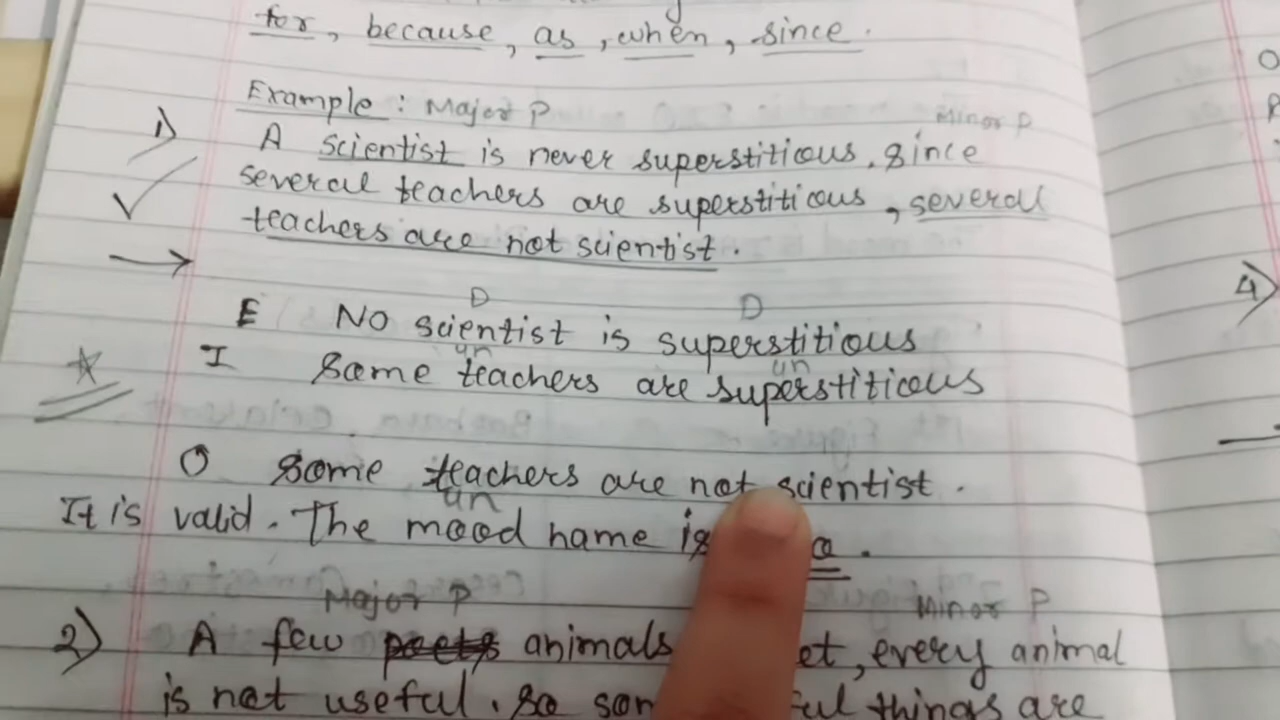 for, because, as, when, since.
Example : Major P
Minor P
1) A scientist is never superstitious. Since
several teachers are superstitious, several
teachers are not scientist.
D D
E No scientist is superstitious
un un
I Some teachers are superstitious
O Some teachers are not scientist.
un
It is valid. The mood name is
Major P Minor P
2) A few animals et, every animal
is not useful. So som ful things are
4)